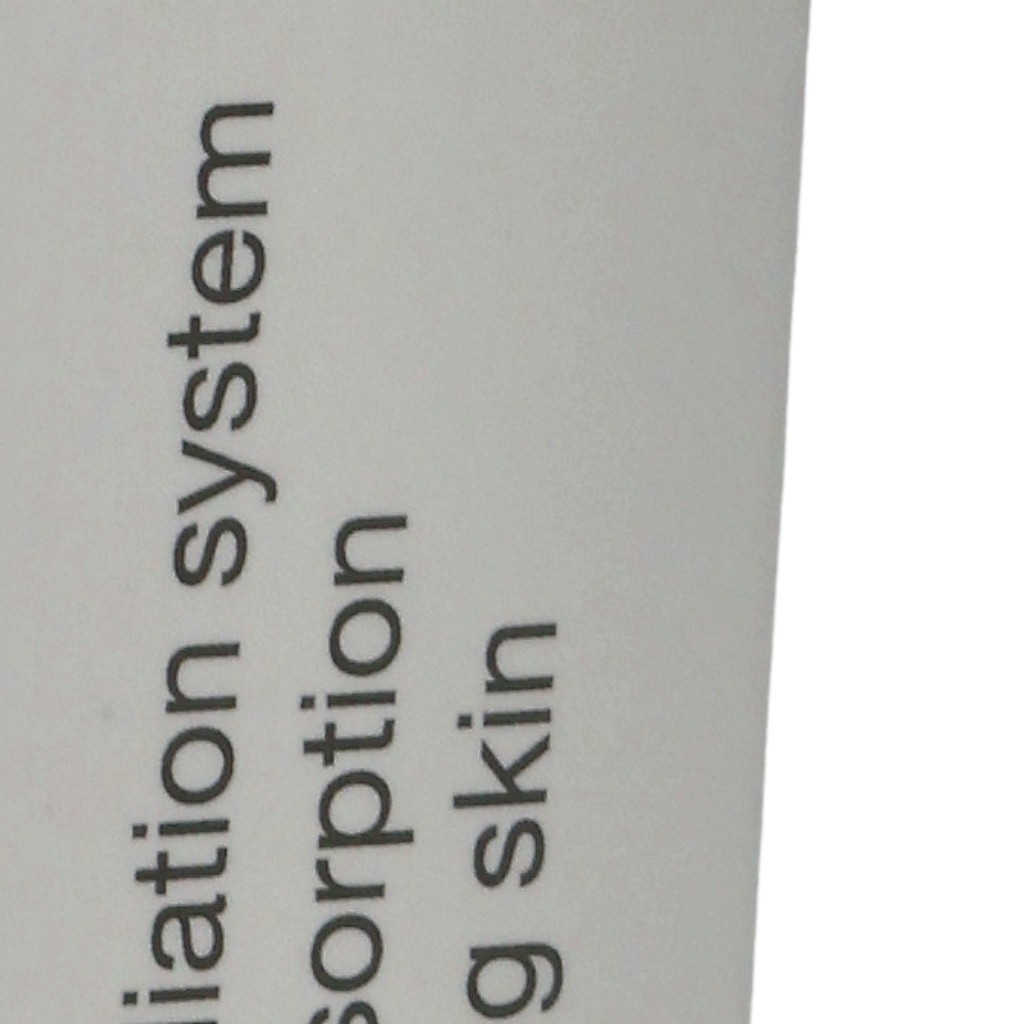 liation system
sorption
g skin